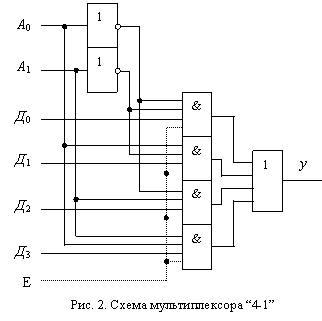 A₀
1
A₁
1
Д₀
&
Д₁
&
1
y
Д₂
&
Д₃
&
E
Рис. 2. Схема мультиплексора “4-1”